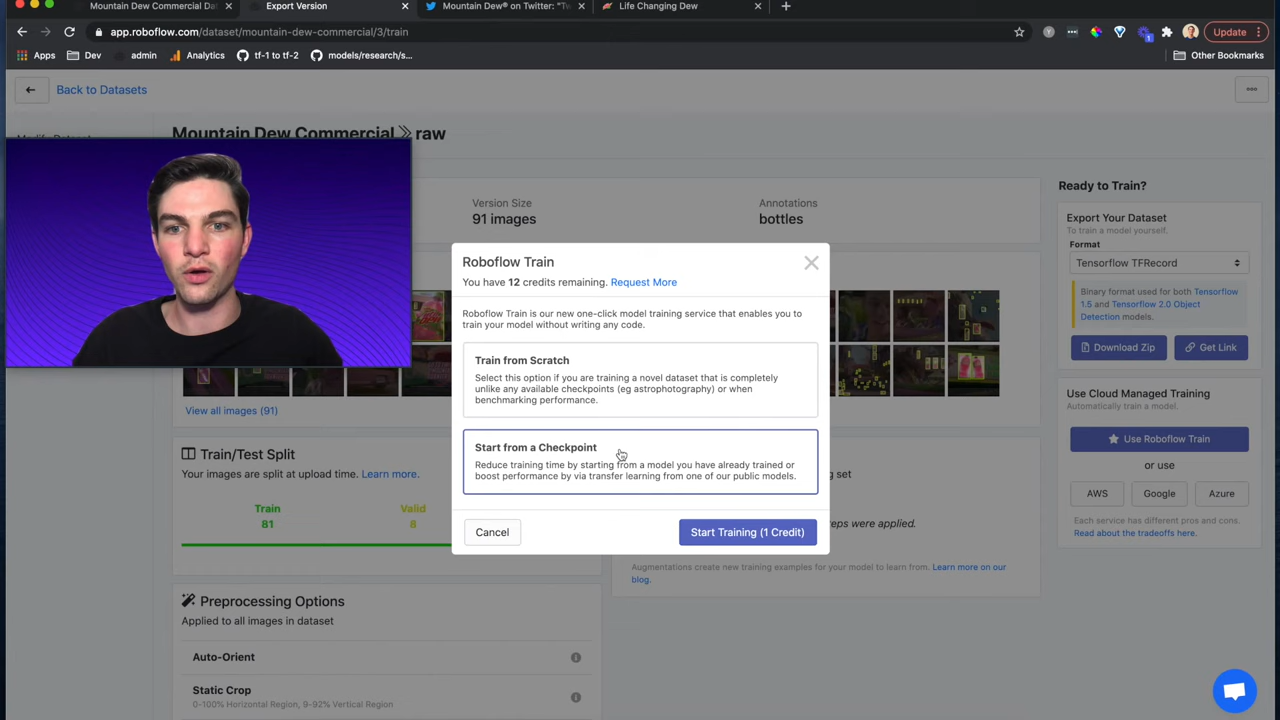 Mountain Dew Commercial Dat
Export Version
Mountain Dew® on Twitter: "Tw
Life Changing Dew
app.roboflow.com/dataset/mountain-dew-commercial/3/train
Update
Apps
Dev
admin
Analytics
tf-1 to tf-2
models/research/s...
Other Bookmarks
Back to Datasets
Mountain Dew Commercial
raw
Version Size
91 images
Annotations
bottles
Ready to Train?
Export Your Dataset
To train a model yourself.
Format
Tensorflow TFRecord
Binary format used for both Tensorflow
1.5 and Tensorflow 2.0 Object
Detection models.
Download Zip
Get Link
Use Cloud Managed Training
Automatically train a model.
Use Roboflow Train
or use
AWS
Google
Azure
Each service has different pros and cons.
Read about the tradeoffs here.
Roboflow Train
You have 12 credits remaining. Request More
Roboflow Train is our new one-click model training service that enables you to
train your model without writing any code.
Train from Scratch
Select this option if you are training a novel dataset that is completely
unlike any available checkpoints (eg astrophotography) or when
benchmarking performance.
Start from a Checkpoint
Reduce training time by starting from a model you have already trained or
boost performance by via transfer learning from one of our public models.
Cancel
Start Training (1 Credit)
View all images (91)
Train/Test Split
Your images are split at upload time. Learn more.
Train
81
Valid
8
ing set
reps were applied.
Augmentations create new training examples for your model to learn from. Learn more on our
blog.
Preprocessing Options
Applied to all images in dataset
Auto-Orient
Static Crop
0-100% Horizontal Region, 9-92% Vertical Region